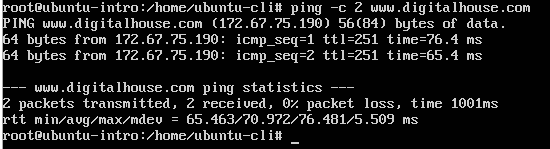 root@ubuntu-intro:/home/ubuntu-cli# ping -c 2 www.digitalhouse.com
PING www.digitalhouse.com (172.67.75.190) 56(84) bytes of data.
64 bytes from 172.67.75.190: icmp_seq=1 ttl=251 time=76.4 ms
64 bytes from 172.67.75.190: icmp_seq=2 ttl=251 time=65.4 ms
--- www.digitalhouse.com ping statistics ---
2 packets transmitted, 2 received, 0% packet loss, time 1001ms
rtt min/avg/max/mdev = 65.463/70.972/76.481/5.509 ms
root@ubuntu-intro:/home/ubuntu-cli# _